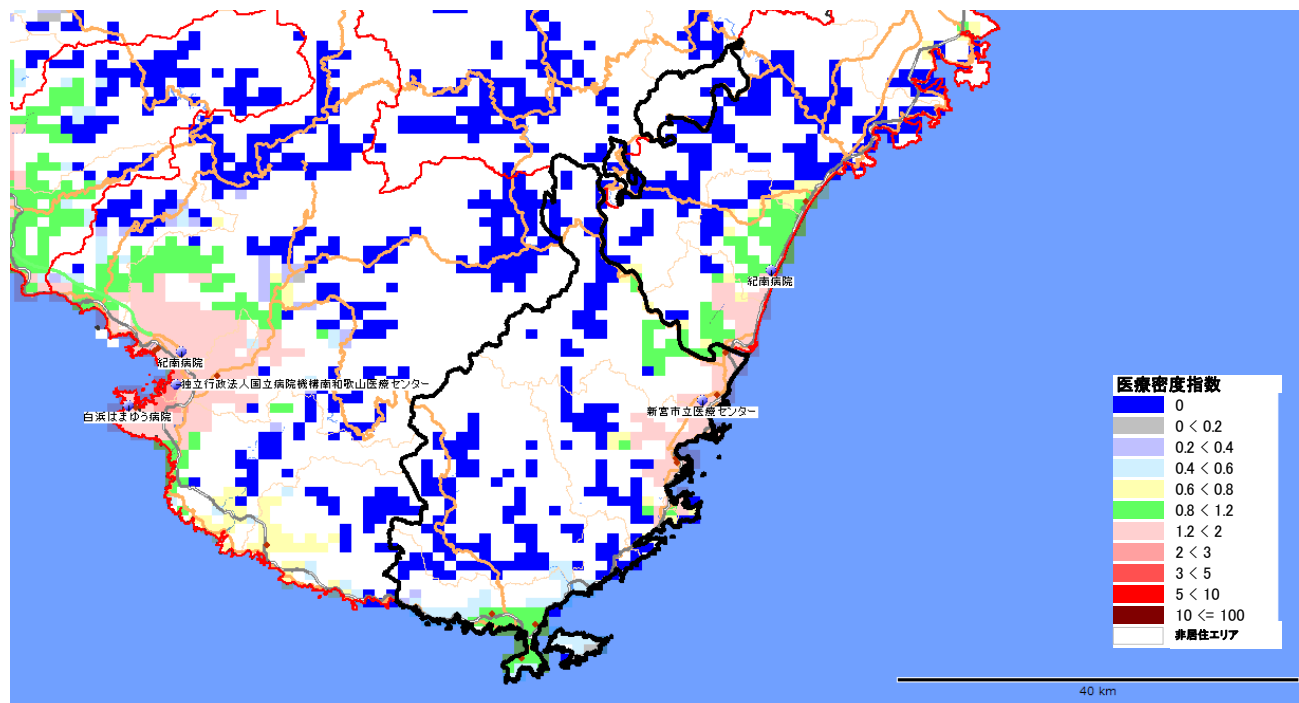 紀南病院
紀南病院
独立行政法人国立病院機構南和歌山医療センター
白浜はまゆう病院
新宮市立医療センター
医療密度指数
0
0 < 0.2
0.2 < 0.4
0.4 < 0.6
0.6 < 0.8
0.8 < 1.2
1.2 < 2
2 < 3
3 < 5
5 < 10
10 <= 100
非居住エリア
40 km